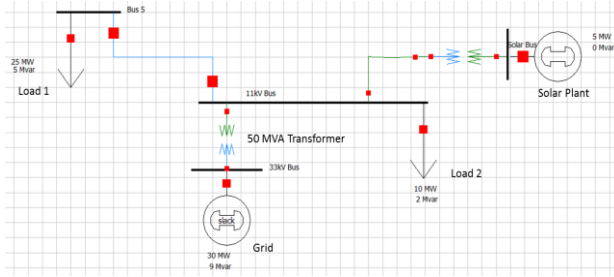 Bus 5
5 MW
0 Mvar
Solar Bus
25 MW
5 Mvar
Solar Plant
Load 1
11kV Bus
50 MVA Transformer
Load 2
33kV Bus
10 MW
2 Mvar
slack
Grid
30 MW
9 Mvar